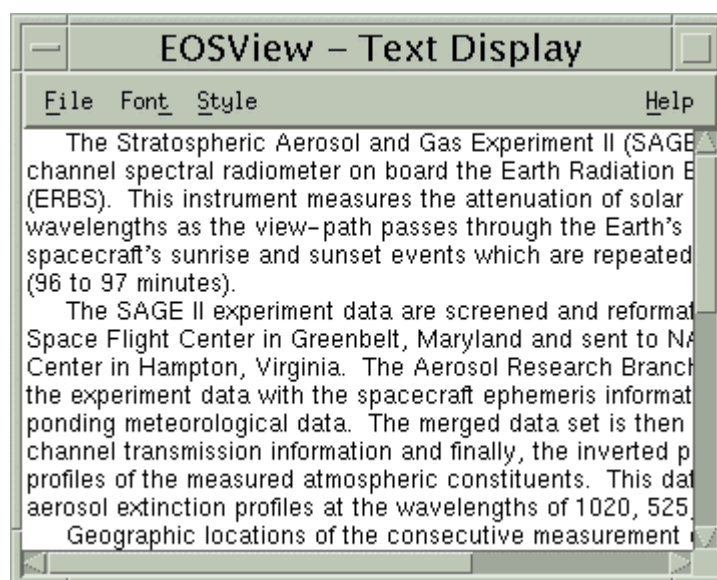 EOSView – Text Display
File Font Style Help
The Stratospheric Aerosol and Gas Experiment II (SAGE
channel spectral radiometer on board the Earth Radiation
(ERBS). This instrument measures the attenuation of solar
wavelengths as the view-path passes through the Earth's
spacecraft's sunrise and sunset events which are repeated
(96 to 97 minutes).
The SAGE II experiment data are screened and reformat
Space Flight Center in Greenbelt, Maryland and sent to NA
Center in Hampton, Virginia. The Aerosol Research Branch
the experiment data with the spacecraft ephemeris informat
ponding meteorological data. The merged data set is then
channel transmission information and finally, the inverted p
profiles of the measured atmospheric constituents. This dat
aerosol extinction profiles at the wavelengths of 1020, 525,
Geographic locations of the consecutive measurement